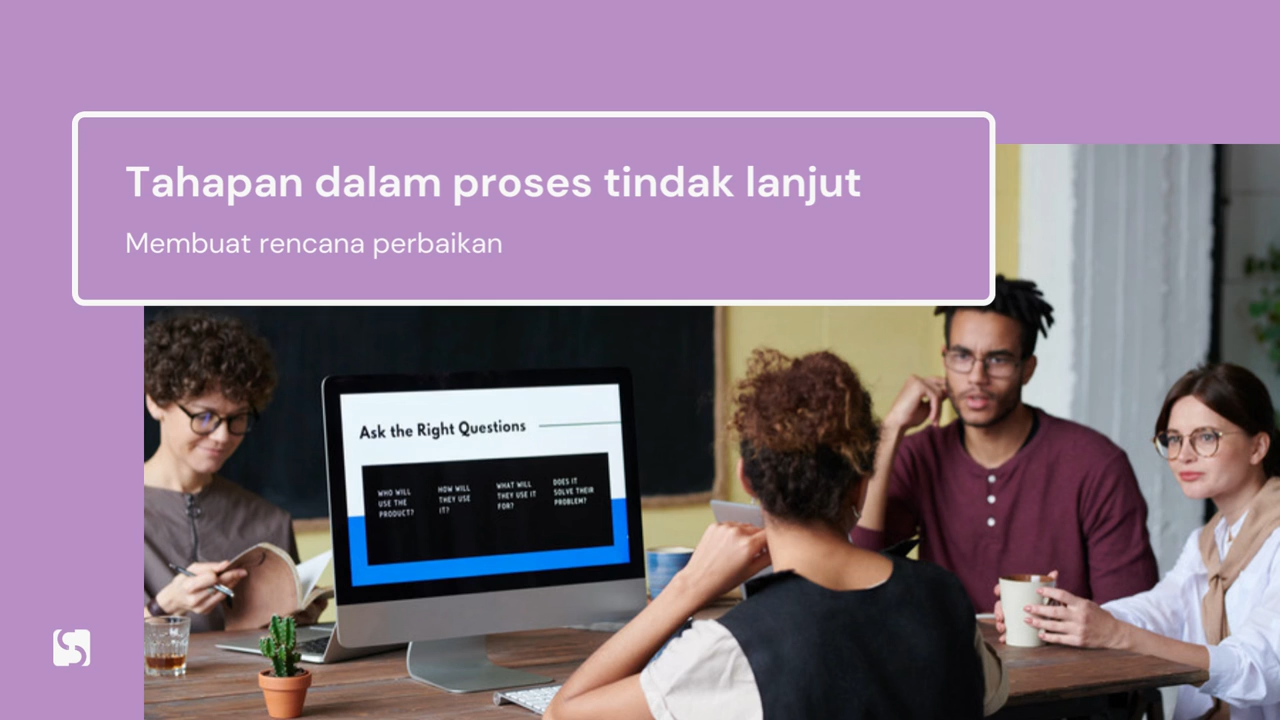 Tahapan dalam proses tindak lanjut
Membuat rencana perbaikan
Ask the Right Questions
WHO WILL
USE THE
PRODUCT?
HOW WILL
THEY USE
IT?
WHAT WILL
THEY USE IT
FOR?
DOES IT
SOLVE THEIR
PROBLEM?